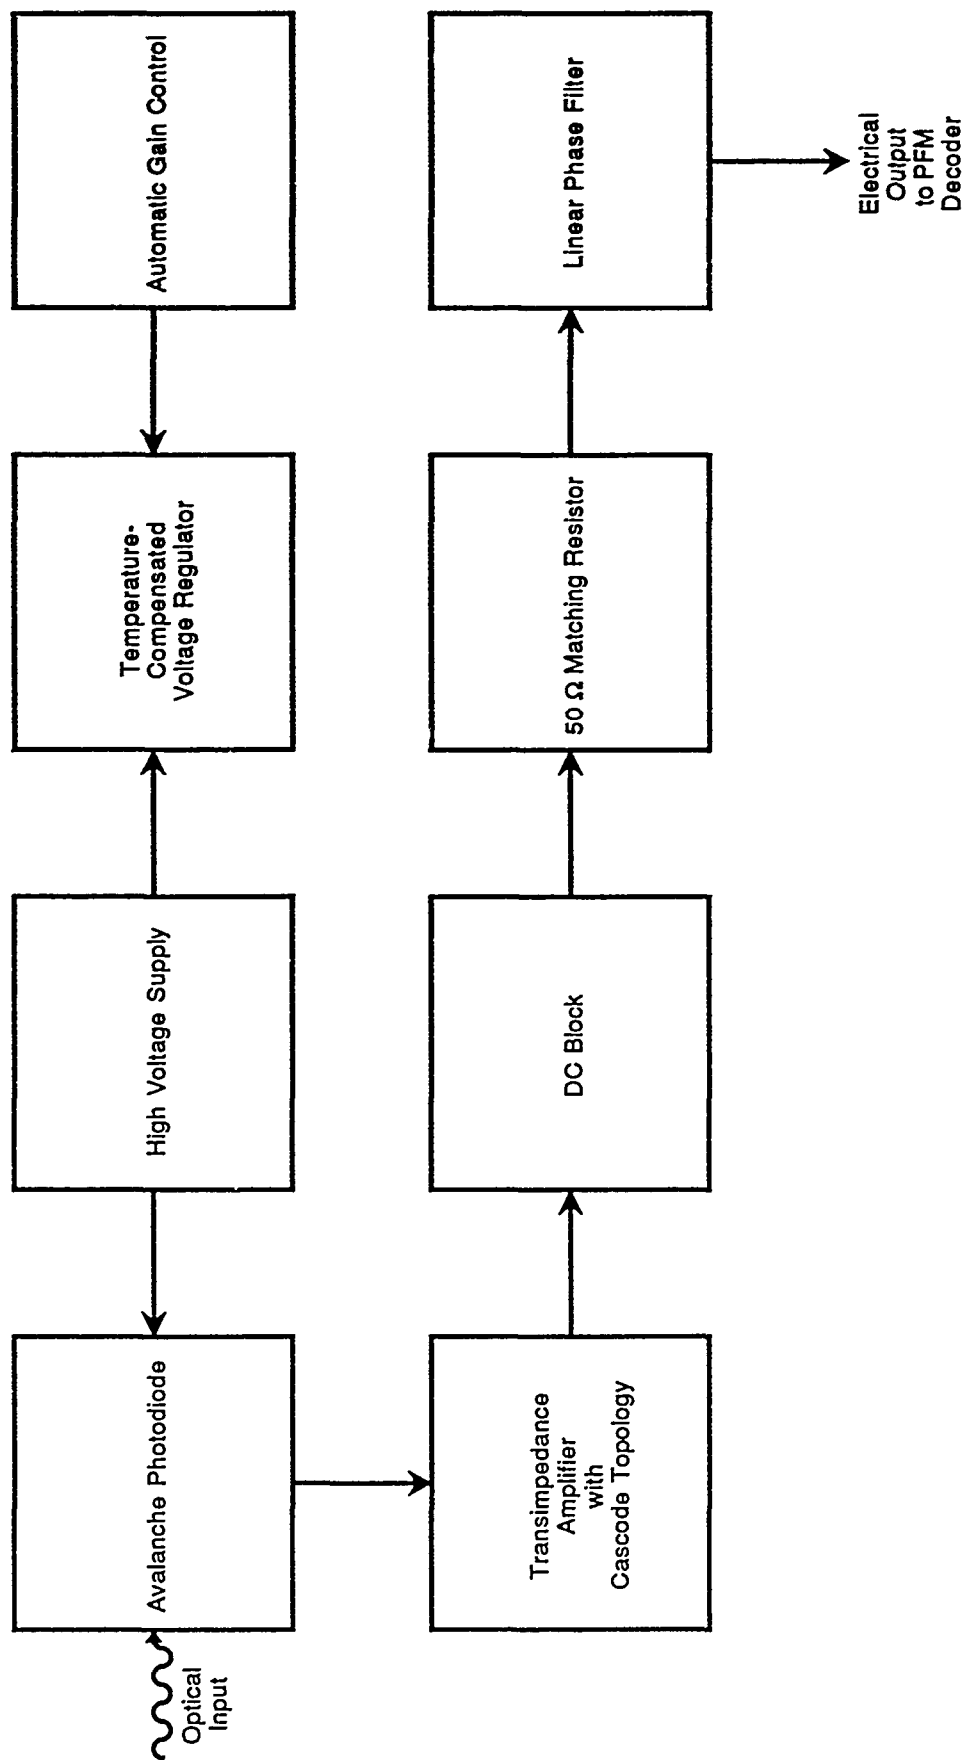 Optical
Input
Avalanche Photodiode
High Voltage Supply
Temperature-
Compensated
Voltage Regulator
Automatic Gain Control
Transimpedance
Amplifier
with
Cascode Topology
DC Block
50 Ω Matching Resistor
Linear Phase Filter
Electrical
Output
to PFM
Decoder